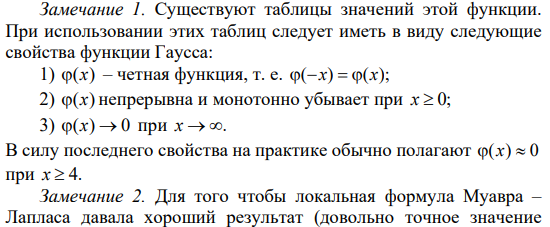 Замечание 1. Существуют таблицы значений этой функции.
При использовании этих таблиц следует иметь в виду следующие
свойства функции Гаусса:
1) φ(x) – четная функция, т. е. φ(−x) = φ(x);
2) φ(x) непрерывна и монотонно убывает при x ≥ 0;
3) φ(x) → 0 при x → ∞.
В силу последнего свойства на практике обычно полагают φ(x) ≈ 0
при x ≥ 4.
Замечание 2. Для того чтобы локальная формула Муавра –
Лапласа давала хороший результат (довольно точное значение